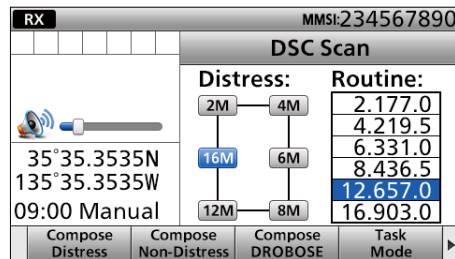 RX
MMSI:234567890
DSC Scan
Distress:
2M
4M
16M
6M
12M
8M
Routine:
2.177.0
4.219.5
6.331.0
8.436.5
12.657.0
16.903.0
35°35.3535N
135°35.3535W
09:00 Manual
Compose Distress
Compose Non-Distress
Compose DROBOSE
Task Mode